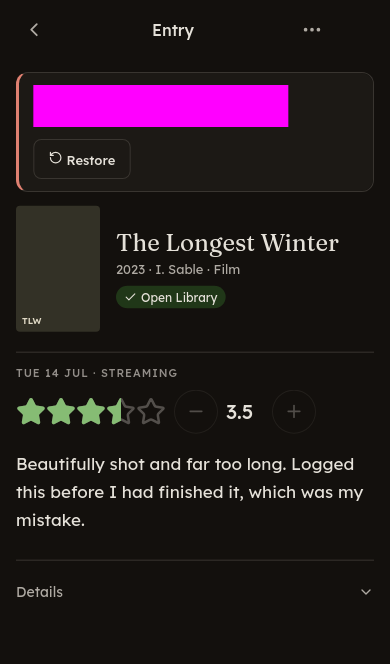 Entry
Restore
The Longest Winter
2023 · I. Sable · Film
Open Library
TLW
TUE 14 JUL · STREAMING
3.5
Beautifully shot and far too long. Logged
this before I had finished it, which was my
mistake.
Details